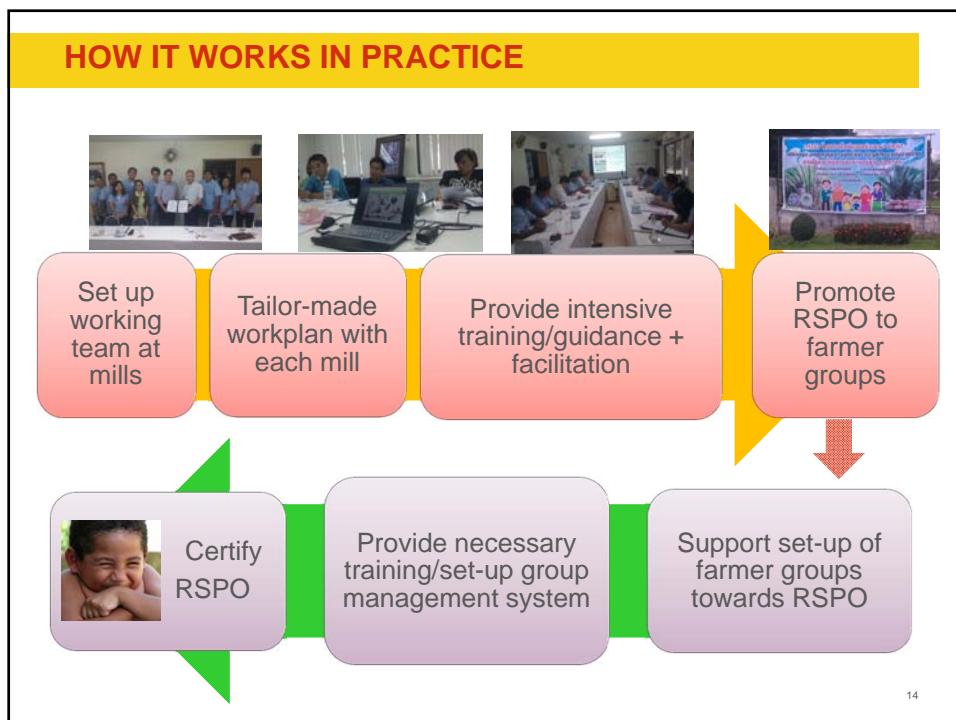 HOW IT WORKS IN PRACTICE
Set up
working
team at
mills
Tailor-made
workplan with
each mill
Provide intensive
training/guidance +
facilitation
Promote
RSPO to
farmer
groups
Support set-up of
farmer groups
towards RSPO
Provide necessary
training/set-up group
management system
Certify
RSPO
14